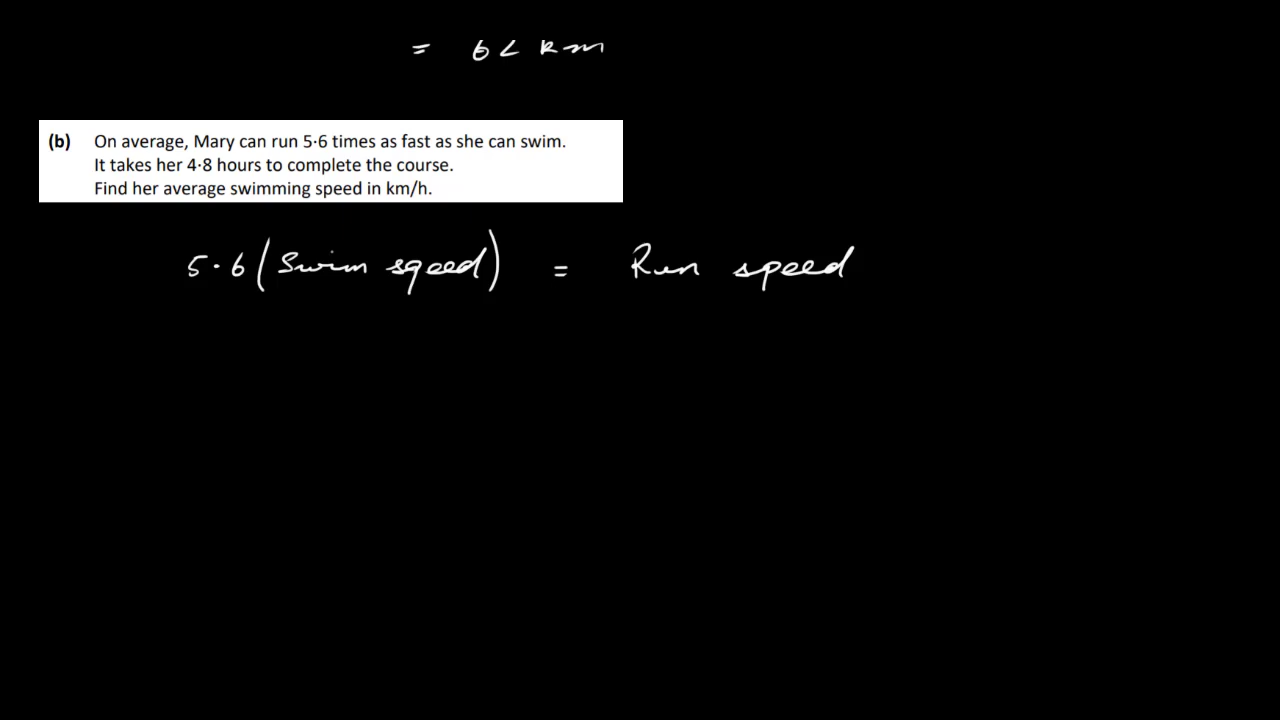 = 6< km
(b) On average, Mary can run 5·6 times as fast as she can swim.
It takes her 4·8 hours to complete the course.
Find her average swimming speed in km/h.
5·6 (Swim speed) = Run speed